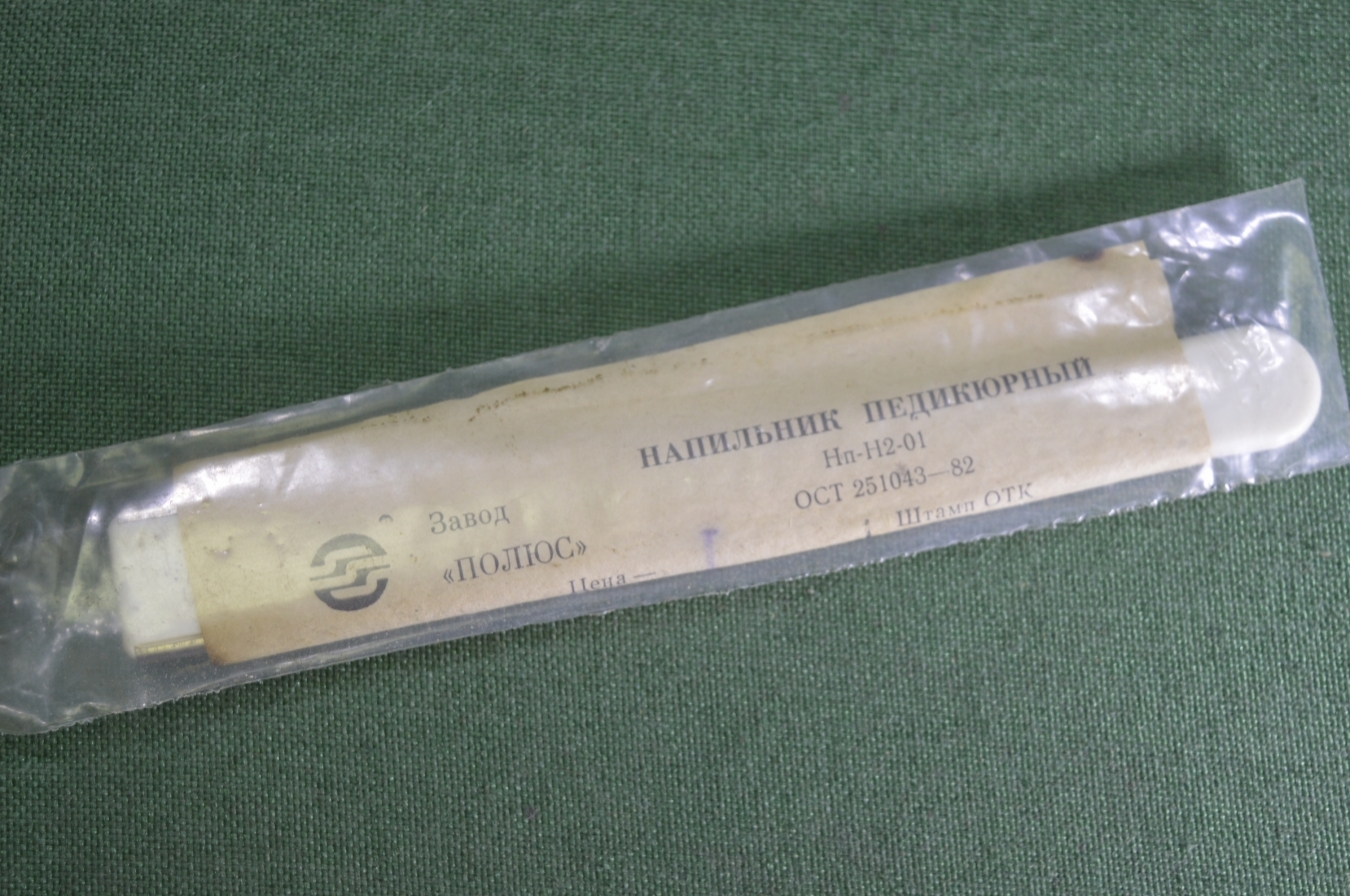 НАПИЛЬНИК ПЕДИКЮРНЫЙ
Нп-Н2-01
ОСТ 251043—82
Штамп ОТК
Завод
«ПОЛЮС»
Цена —